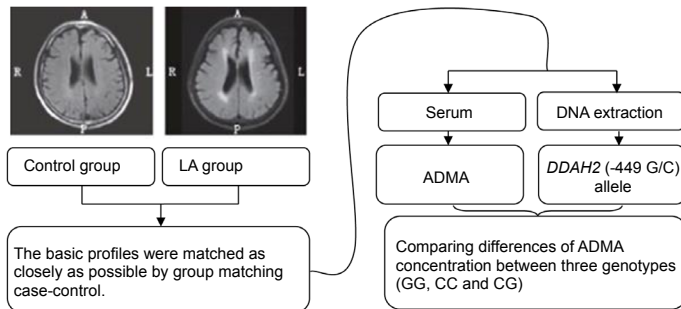 A
A
R
L
R
L
P
P
Control group
LA group
The basic profiles were matched as
closely as possible by group matching
case-control.
Serum
DNA extraction
ADMA
DDAH2 (-449 G/C)
allele
Comparing differences of ADMA
concentration between three genotypes
(GG, CC and CG)